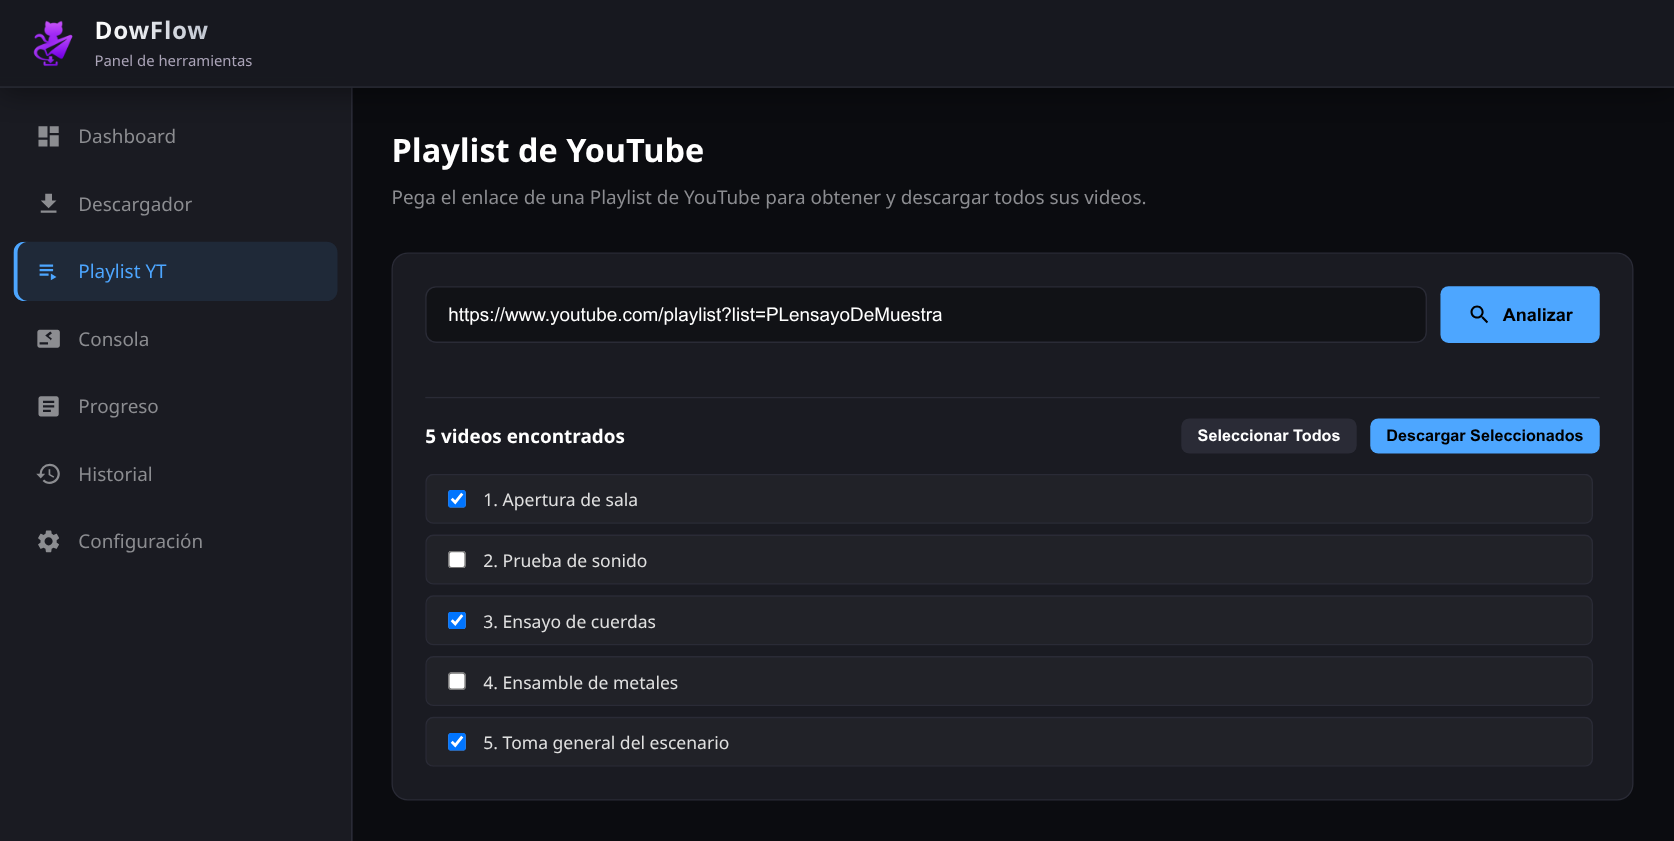 DowFlow
Panel de herramientas
Dashboard
Descargador
Playlist YT
Consola
Progreso
Historial
Configuración
Playlist de YouTube
Pega el enlace de una Playlist de YouTube para obtener y descargar todos sus videos.
https://www.youtube.com/playlist?list=PLensayoDeMuestra
Analizar
5 videos encontrados
Seleccionar Todos
Descargar Seleccionados
1. Apertura de sala
2. Prueba de sonido
3. Ensayo de cuerdas
4. Ensamble de metales
5. Toma general del escenario